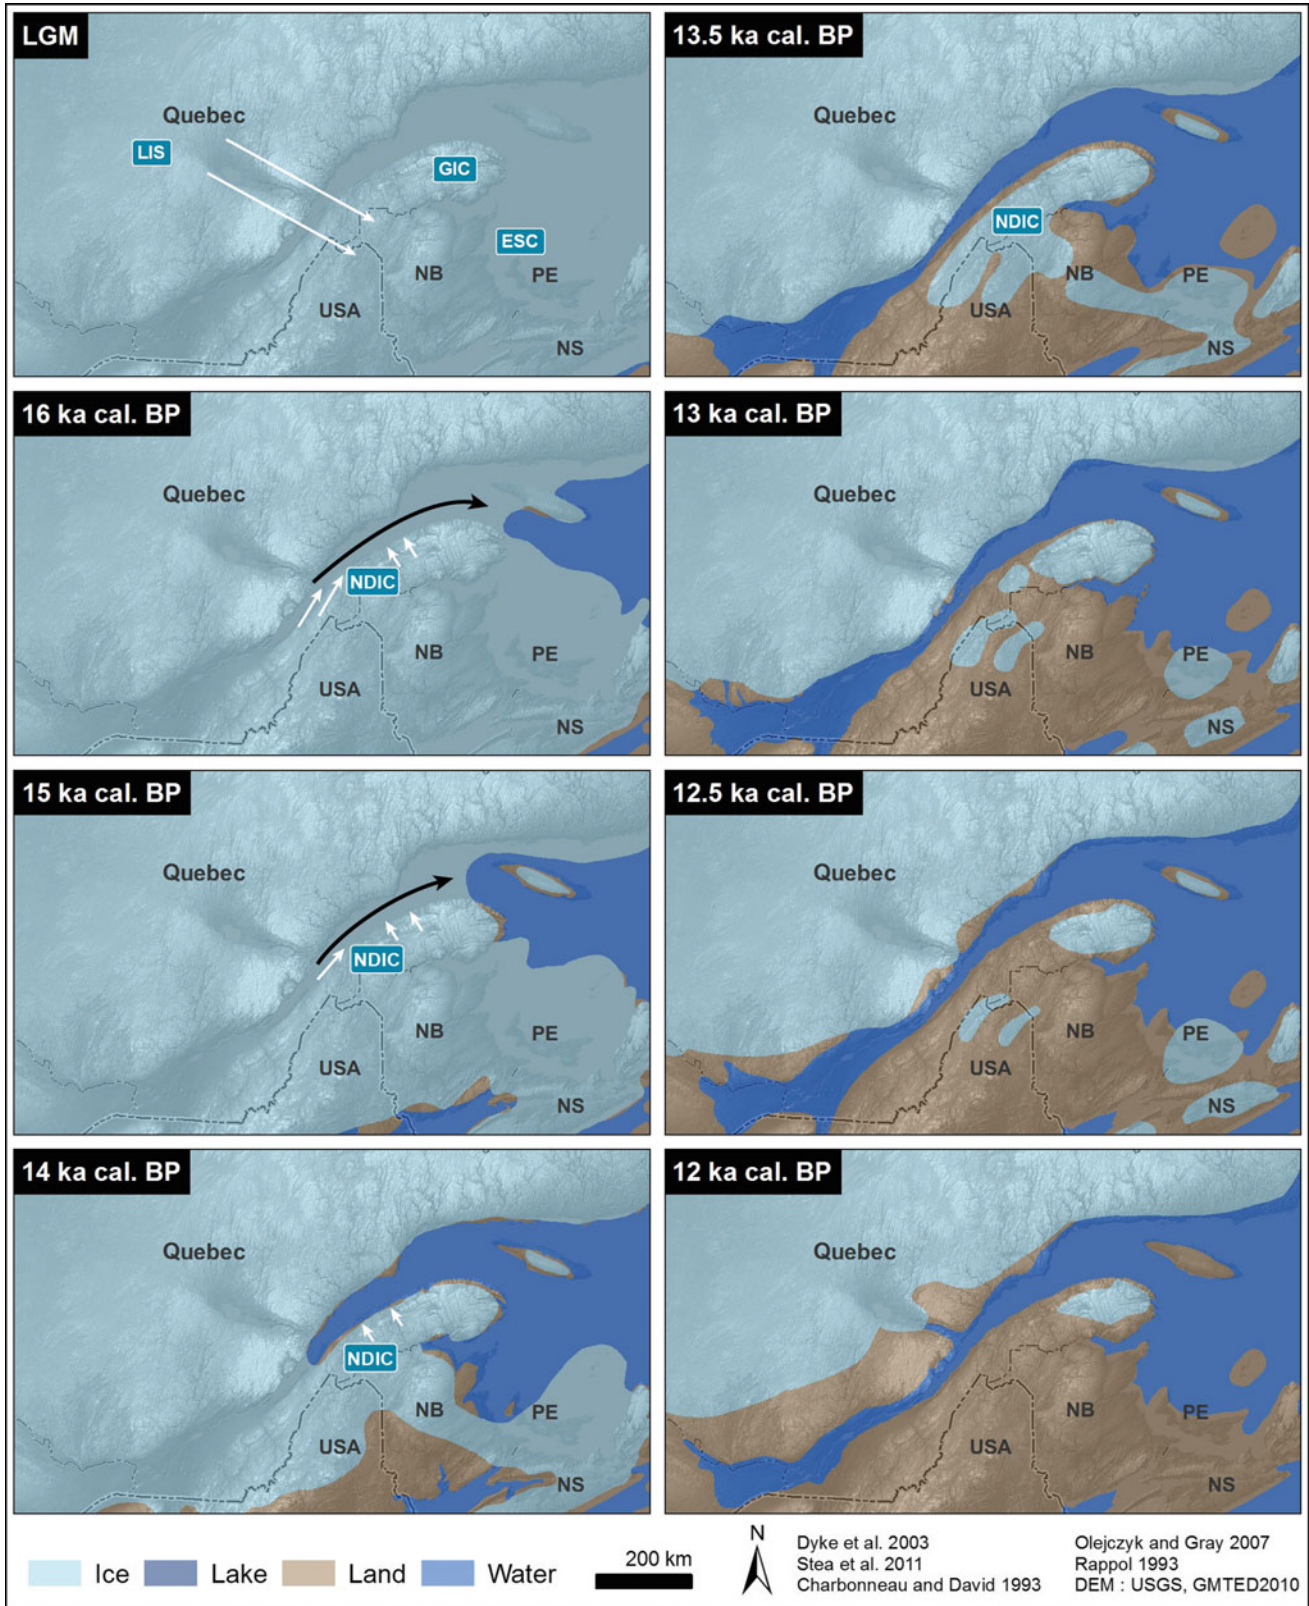 LGM
Quebec
LIS
GIC
ESC
NB
PE
USA
NS
16 ka cal. BP
Quebec
NDIC
NB
PE
USA
NS
15 ka cal. BP
Quebec
NDIC
NB
PE
USA
NS
14 ka cal. BP
Quebec
NDIC
NB
PE
USA
NS
13.5 ka cal. BP
Quebec
NDIC
NB
PE
USA
NS
13 ka cal. BP
Quebec
NB
PE
USA
NS
12.5 ka cal. BP
Quebec
NB
PE
USA
NS
12 ka cal. BP
Quebec
NB
PE
USA
NS
Ice
Lake
Land
Water
200 km
N
Dyke et al. 2003
Stea et al. 2011
Charbonneau and David 1993
Olejczyk and Gray 2007
Rappol 1993
DEM : USGS, GMTED2010